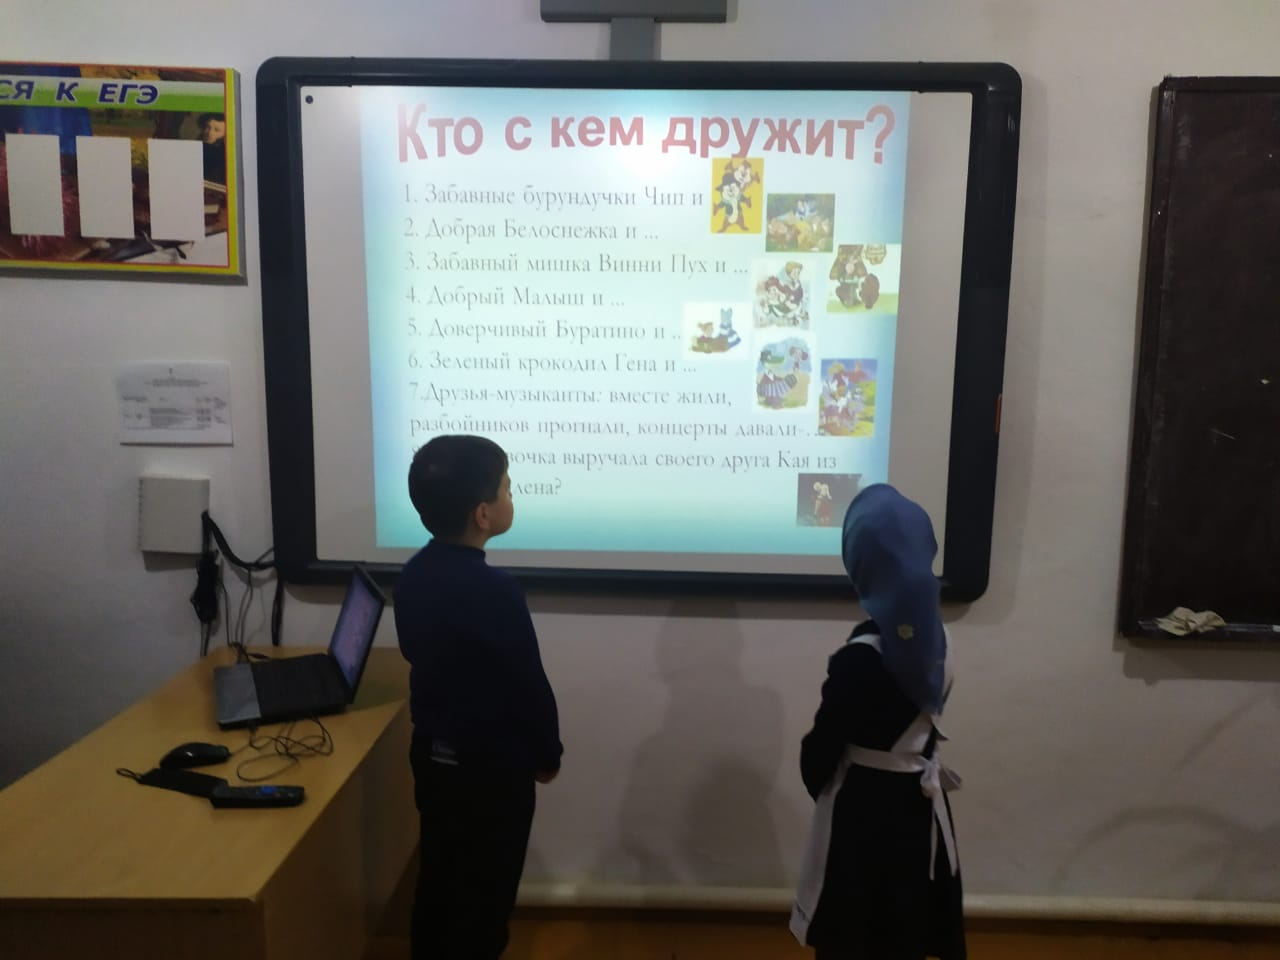 СЯ К ЕГЭ
Кто с кем дружит?
1. Забавные бурундучки Чип и
2. Добрая Белоснежка и ...
3. Забавный мишка Винни Пух и ...
4. Добрый Малыш и ...
5. Доверчивый Буратино и ..
6. Зеленый крокодил Гена и ...
7.Друзья-музыканты: вместе жили,
разбойников прогнали, концерты давали-...
выручала своего друга Кая из